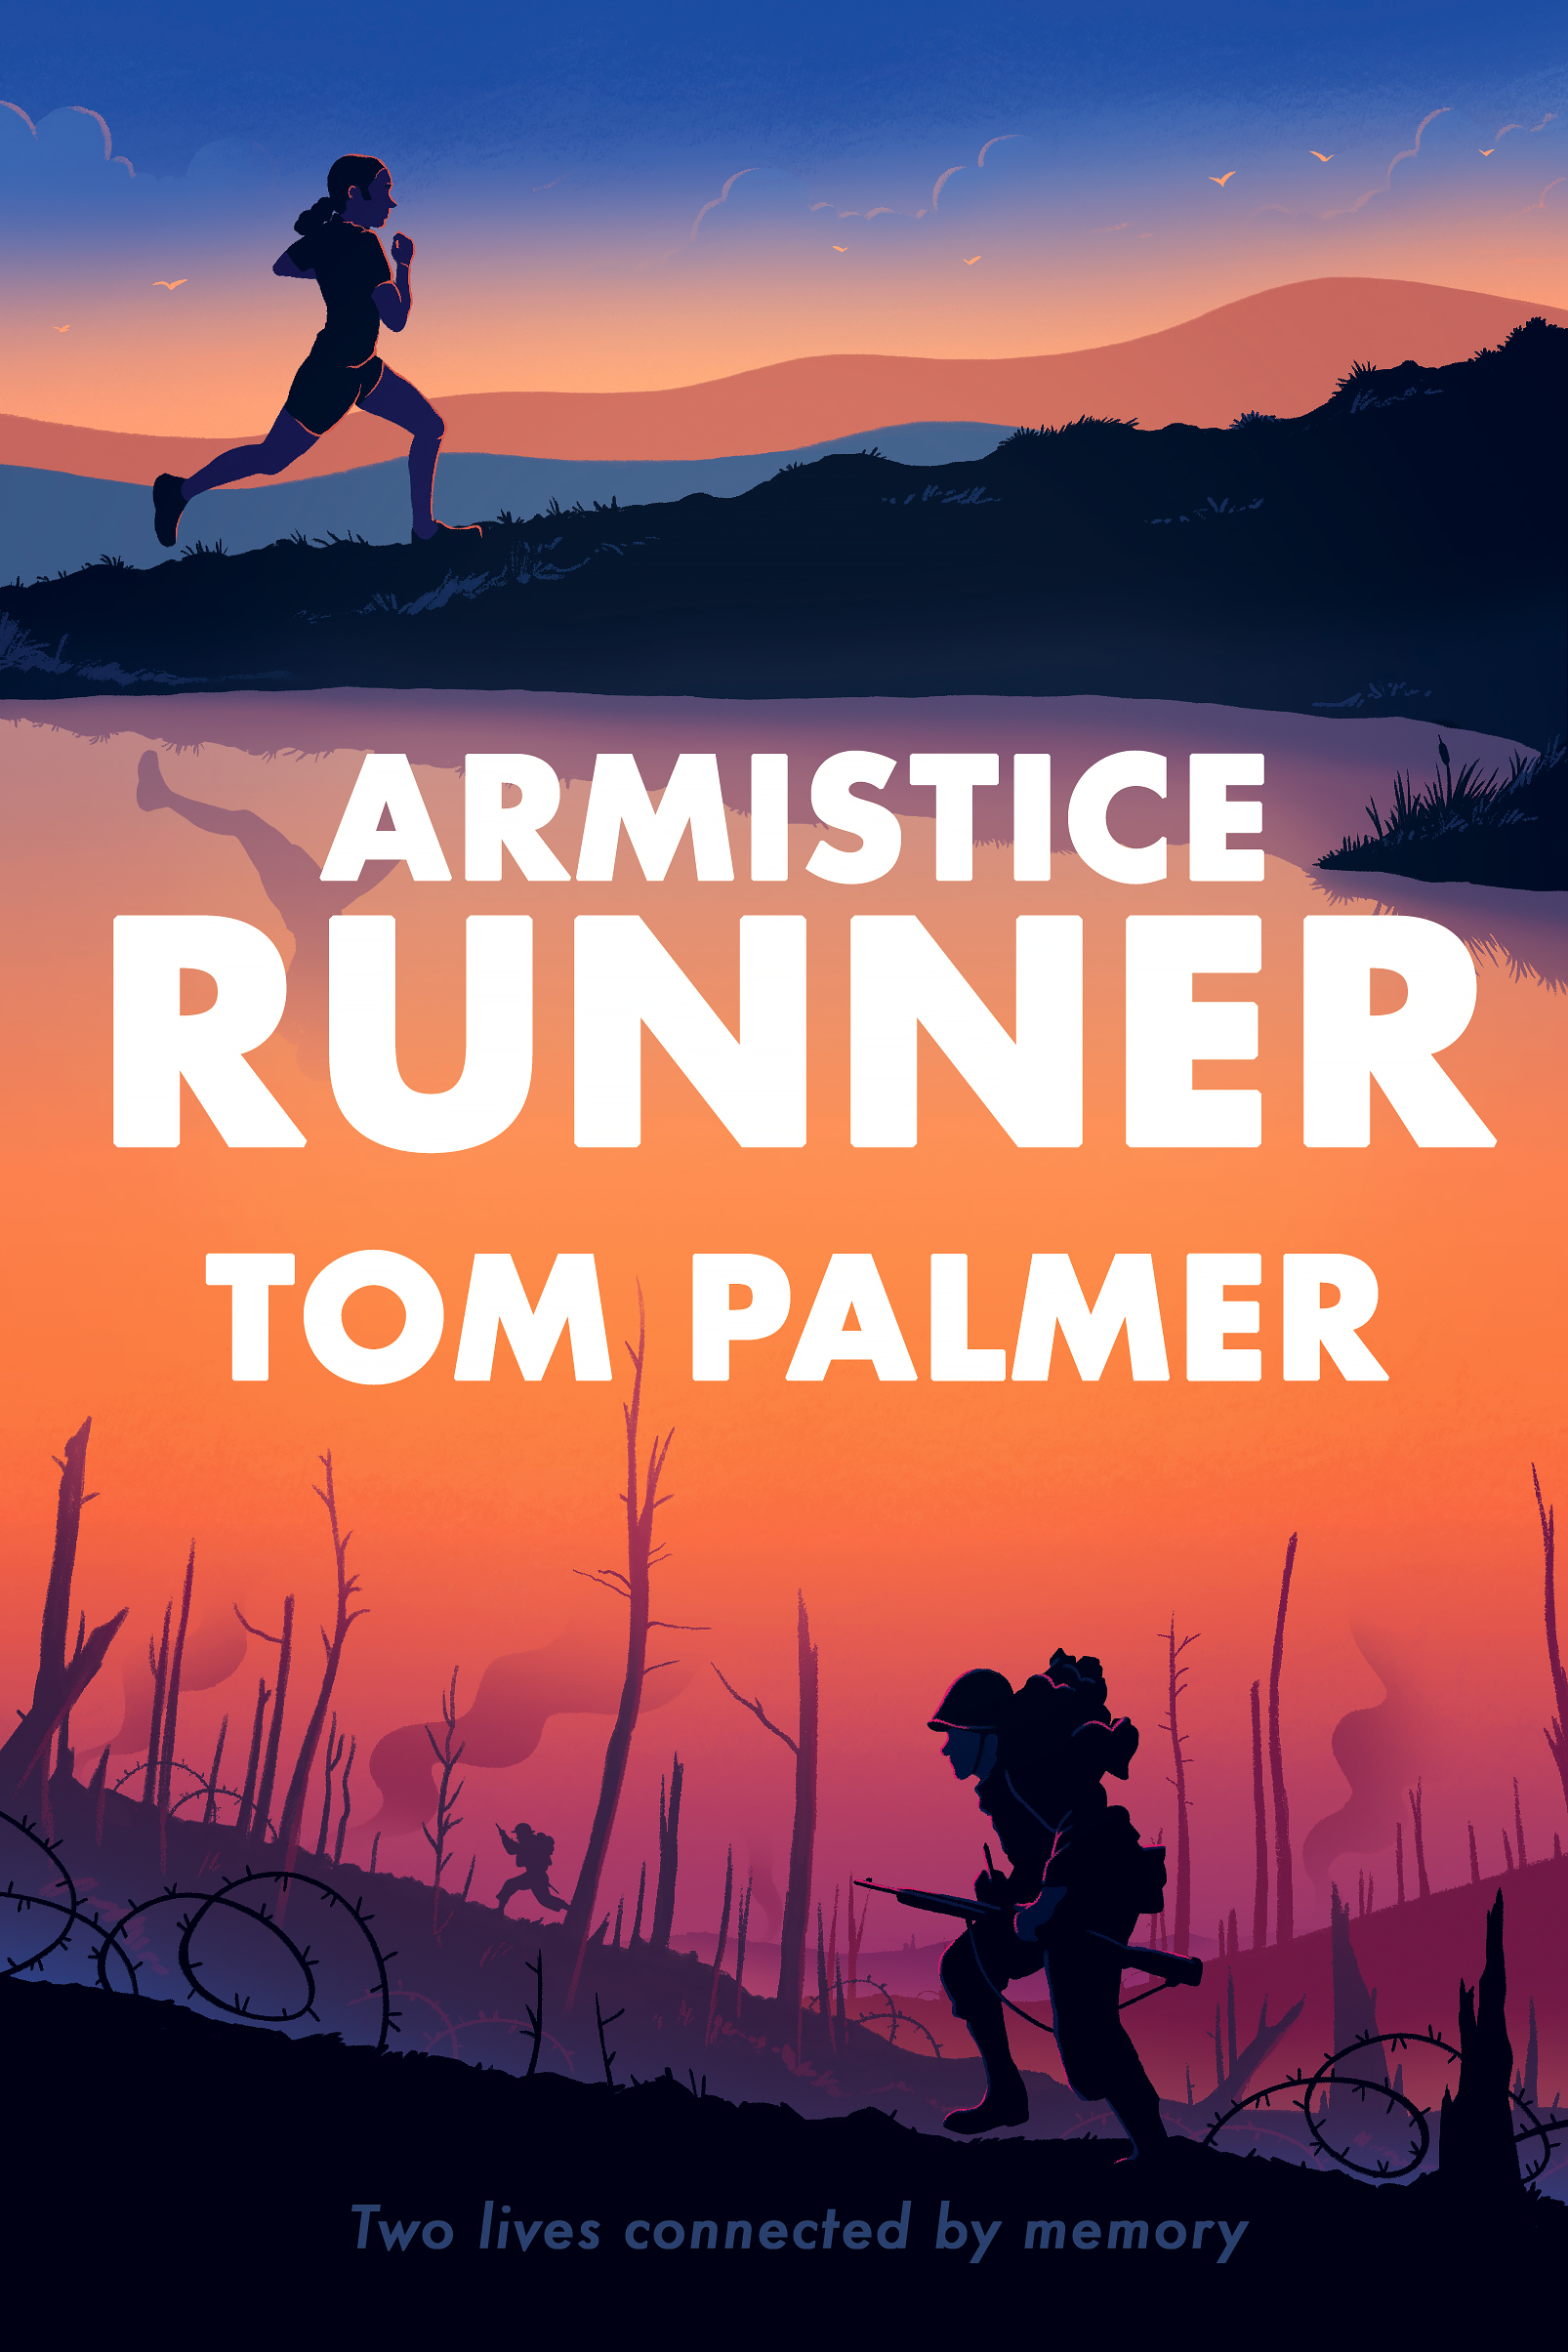 ARMISTICE
RUNNER
TOM PALMER
Two lives connected by memory